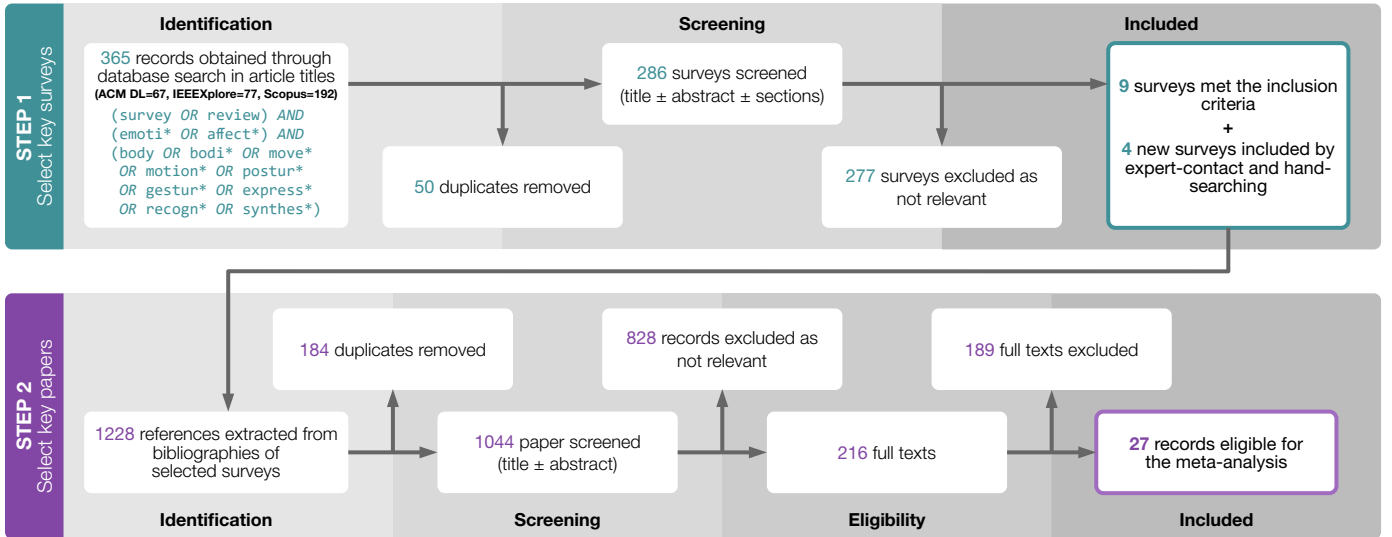 STEP 1
Select key surveys
Identification
Screening
Included
365 records obtained through
database search in article titles
(ACM DL=67, IEEEXplore=77, Scopus=192)
(survey OR review) AND
(emoti* OR affect*) AND
(body OR bodi* OR move*
OR motion* OR postur*
OR gestur* OR express*
OR recogn* OR synthes*)
50 duplicates removed
286 surveys screened
(title ± abstract ± sections)
277 surveys excluded as
not relevant
9 surveys met the inclusion
criteria
+
4 new surveys included by
expert-contact and hand-
searching
STEP 2
Select key papers
184 duplicates removed
828 records excluded as
not relevant
189 full texts excluded
1228 references extracted from
bibliographies of
selected surveys
1044 paper screened
(title ± abstract)
216 full texts
27 records eligible for
the meta-analysis
Identification
Screening
Eligibility
Included